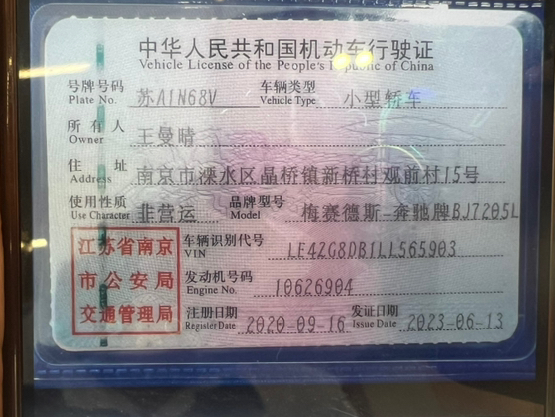 中华人民共和国机动车行驶证
Vehicle License of the People's Republic of China
号牌号码 Plate No. 苏A1N68V 车辆类型 Vehicle Type 小型轿车
所有人 Owner 王曼晴
住址 Address 南京市溧水区晶桥镇新桥村观前村15号
使用性质 Use Character 非营运 品牌型号 Model 梅赛德斯-奔驰牌BJ7205L
江苏省南京 车辆识别代号 VIN LE4ZG8DB1LL565903
市公安局 发动机号码 Engine No. 10626904
交通管理局 注册日期 Register Date 2020-09-16 发证日期 Issue Date 2023-06-13